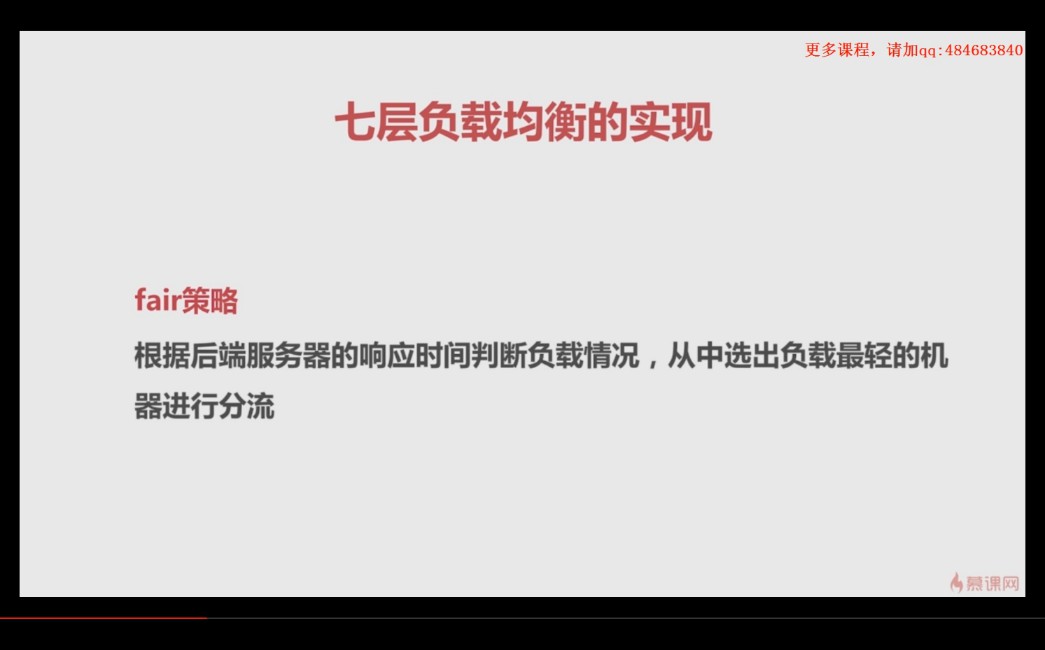 更多课程，请加qq:484683840
七层负载均衡的实现
fair策略
根据后端服务器的响应时间判断负载情况，从中选出负载最轻的机
器进行分流
慕课网